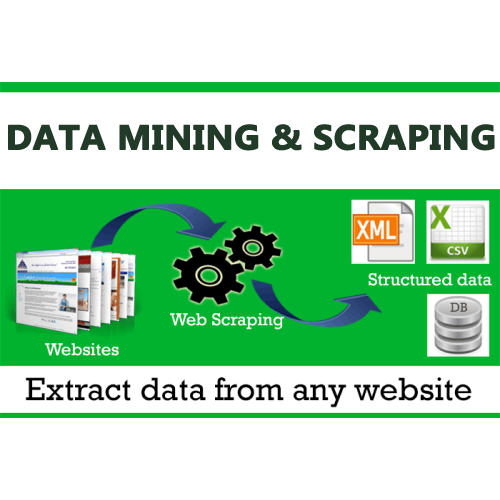 DATA MINING & SCRAPING
XML
X
CSV
Structured data
DB
Web Scraping
Websites
Extract data from any website